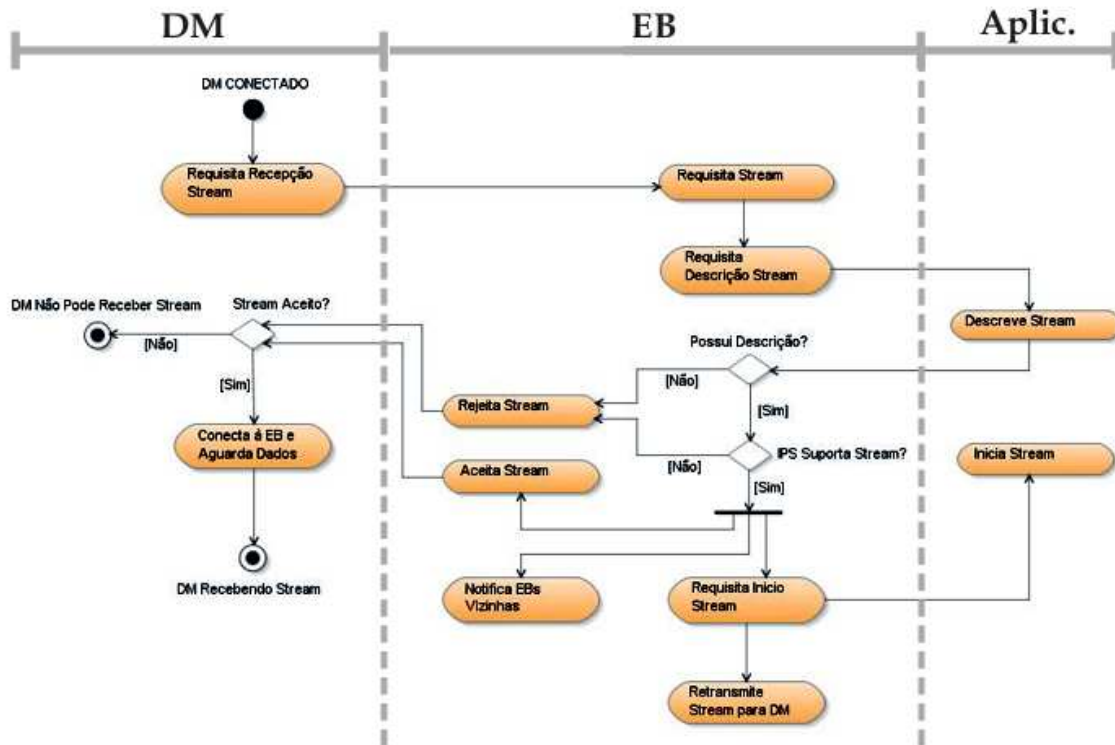 DM
EB
Aplic.
DM CONECTADO
Requisita Recepção
Stream
Requisita Stream
Requisita
Descrição Stream
DM Não Pode Receber Stream
Stream Aceito?
Descreve Stream
[Não]
Possui Descrição?
[Não]
[Sim]
Rejeita Stream
[Sim]
Conecta á EB e
Aguarda Dados
Aceita Stream
[Não]
IPS Suporta Stream?
Inicia Stream
[Sim]
DM Recebendo Stream
Notifica EBs
Vizinhas
Requisita Inicio
Stream
Retransmite
Stream para DM